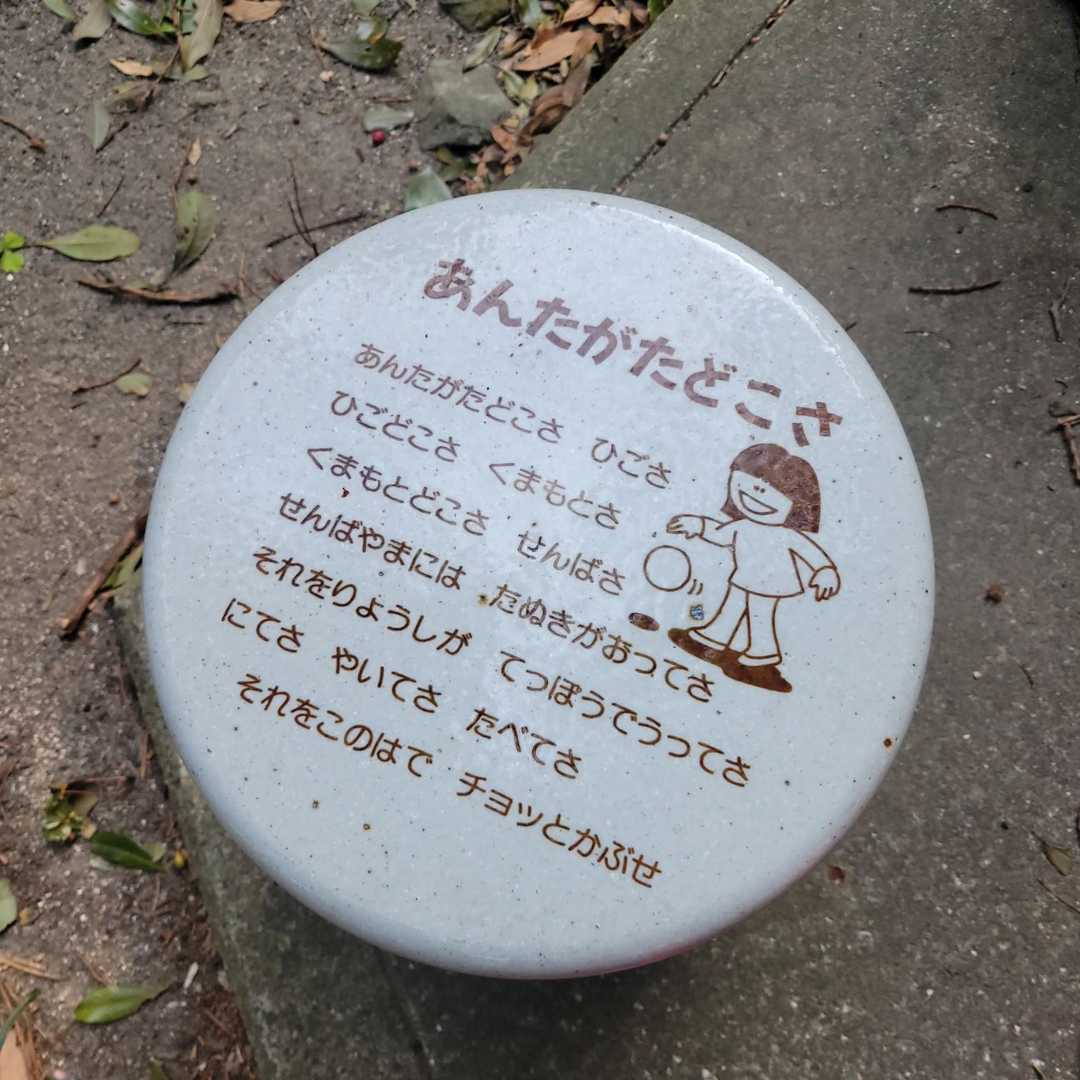 あんたがたどこさ
あんたがたどこさ　ひごさ
ひごどこさ　くまもとさ
くまもとどこさ　せんばさ
せんばやまには　たぬきがおってさ
それをりょうしが　てっぽうでうってさ
にてさ　やいてさ　たべてさ
それをこのはで　チョッとかぶせ